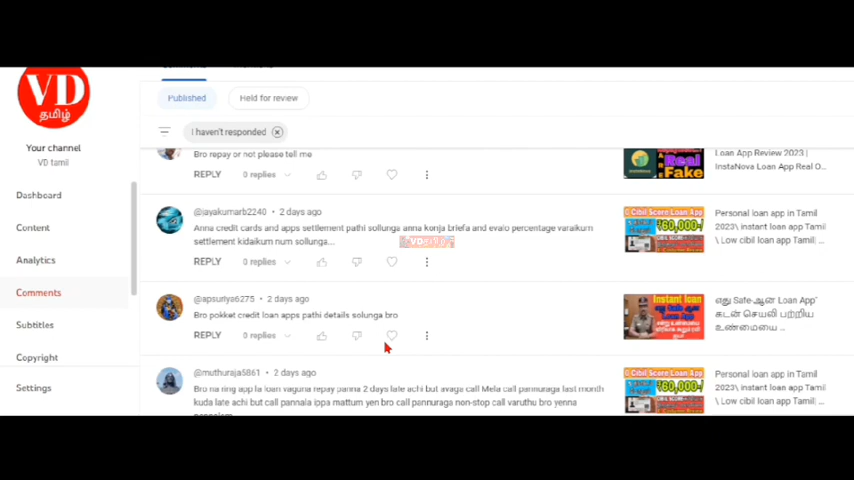 VD
தமிழ்
Your channel
VD tamil
Dashboard
Content
Analytics
Comments
Subtitles
Copyright
Settings
Published
Held for review
I haven't responded
Bro repay or not please tell me
REPLY 0 replies
Loan App Review 2023 |
InstaNova Loan App Real O...
Real
Fake
@jayakumarb2240 • 2 days ago
Anna credit cards and apps settlement pathi sollunga anna konja briefa and evalo percentage varaikum
settlement kidaikum num sollunga...
REPLY 0 replies
Cibil Score Loan App
₹60,000/-
Personal loan app in Tamil
2023\ instant loan app Tamil
\ Low cibil loan app Tamil| ...
@apsuriya6275 • 2 days ago
Bro pokket credit loan apps pathi details solunga bro
REPLY 0 replies
Instant loan
எது Safe-ஆன Loan App'
கடன் செயலி பற்றிய
உண்மையை ...
@muthuraja5861 • 2 days ago
Bro na ring app la loan vaguna repay panna 2 days late achi but avaga call Mela call pannuraga last month
kuda late achi but call pannala ippa mattum yen bro call pannuraga non-stop call varuthu bro yenna
Cibil Score Loan App
₹60,000/-
Personal loan app in Tamil
2023\ instant loan app Tamil
\ Low cibil loan app Tamil| ...